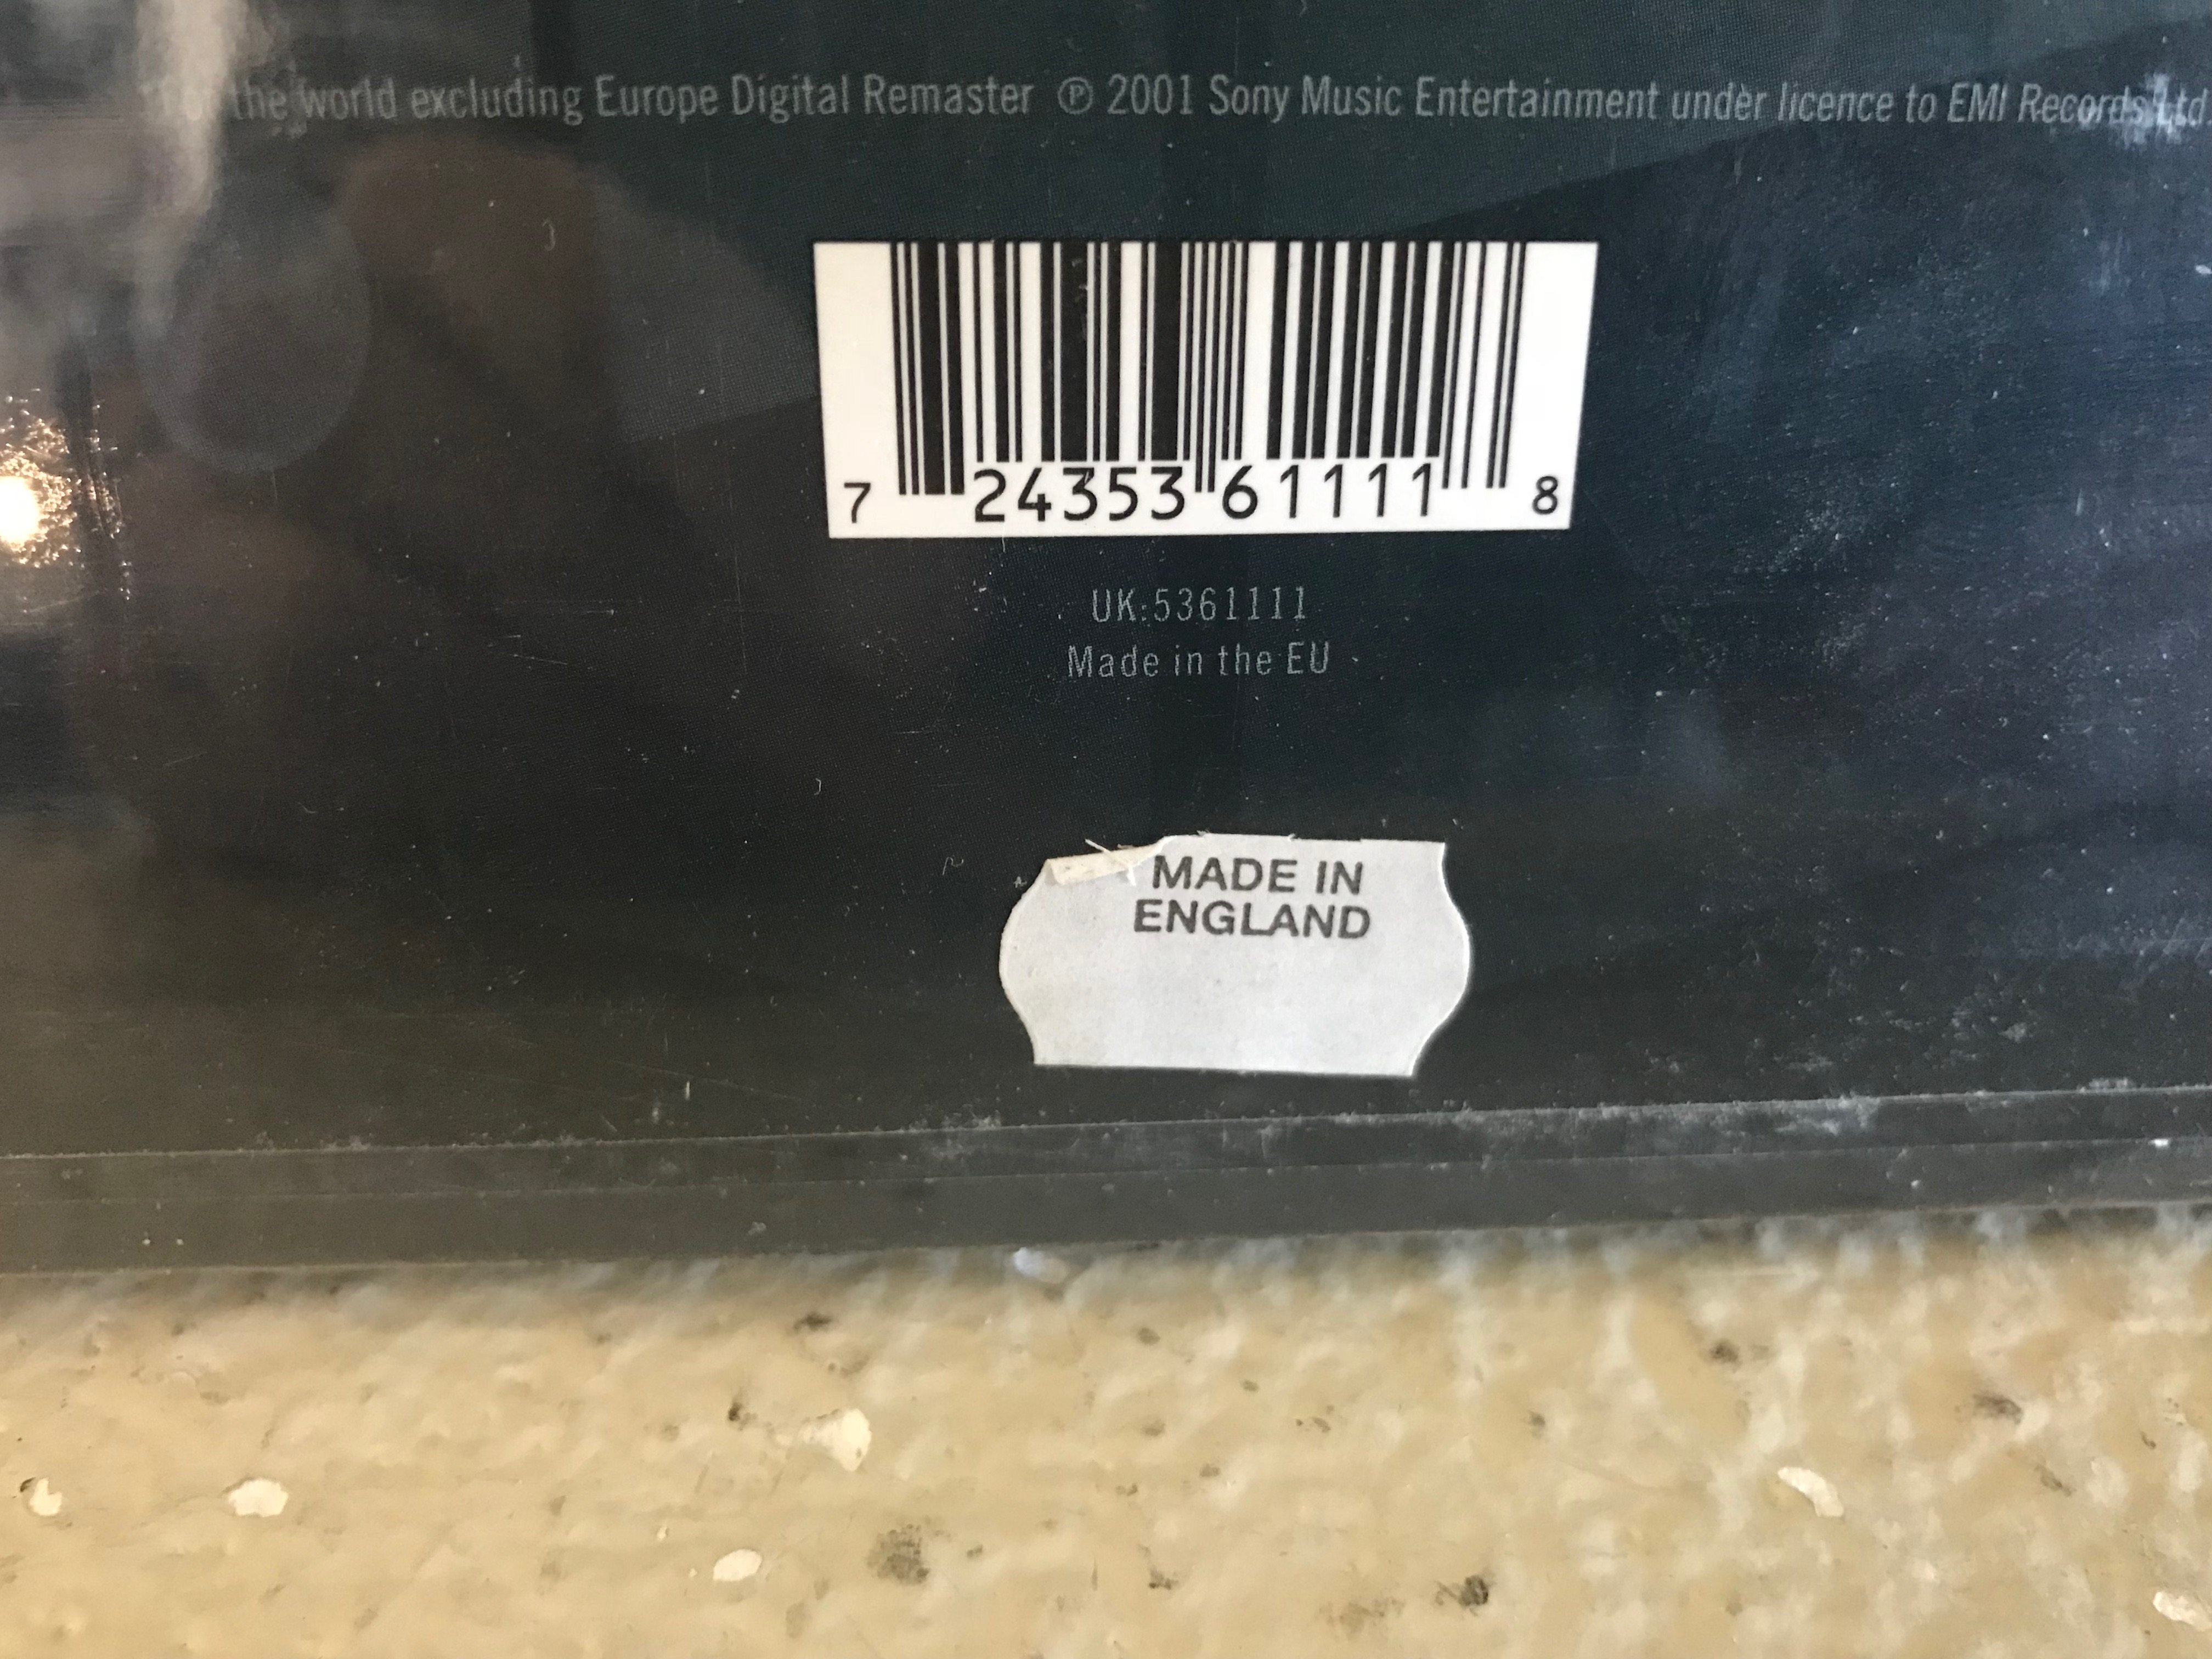 the world excluding Europe Digital Remaster ℗ 2001 Sony Music Entertainment under licence to EMI Records Ltd.
7 24353 61111 8
UK:5361111
Made in the EU
MADE IN
ENGLAND